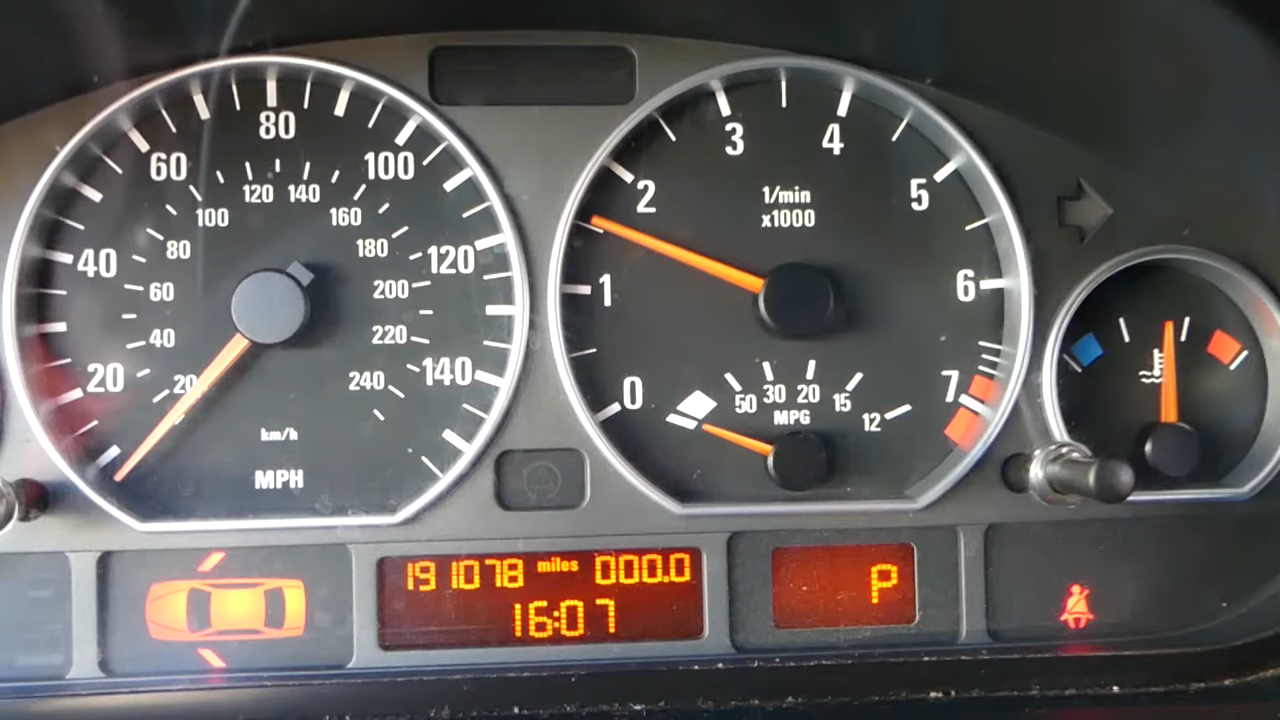 20 40 60 80 100 120 140
20 40 60 80 100 120 140 160 180 200 220 240
km/h
MPH
0 1 2 3 4 5 6 7
1/min
x1000
50 30 20 15 12
MPG
191078 miles 000.0
16:07
P